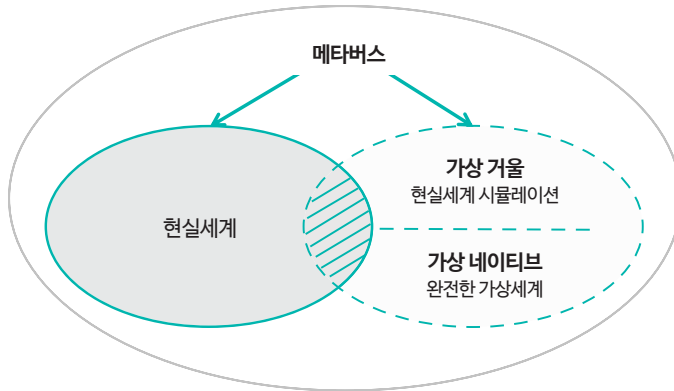 메타버스
현실세계
가상 거울
현실세계 시뮬레이션
가상 네이티브
완전한 가상세계